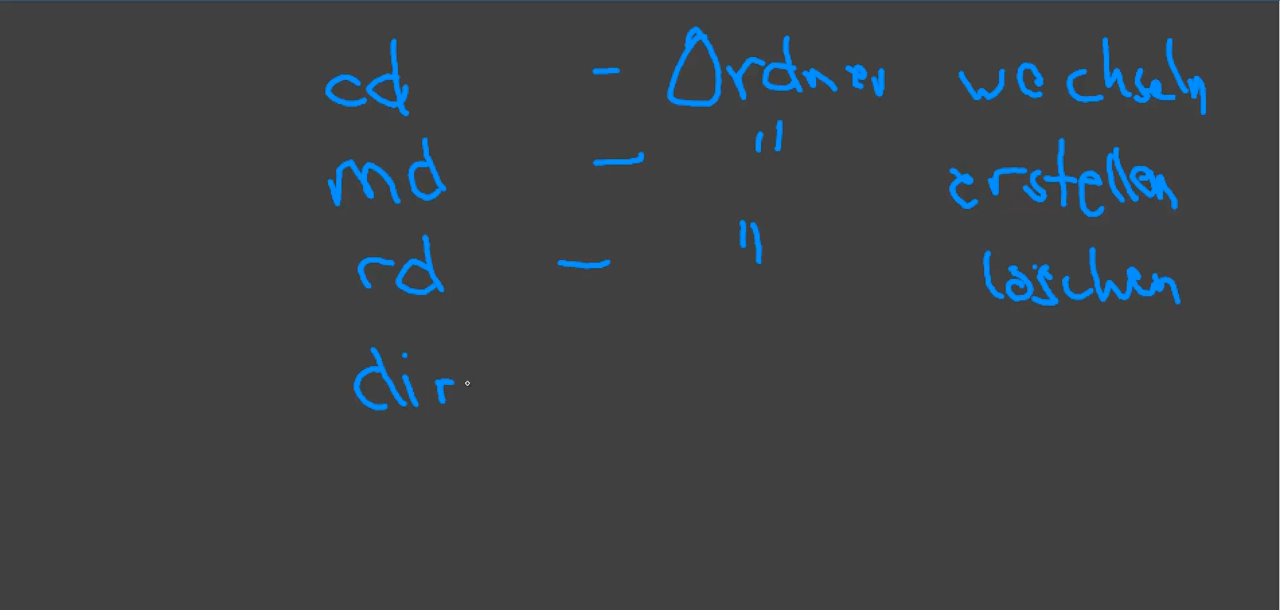 cd - Ordner wechseln
md - " erstellen
rd - " löschen
dir